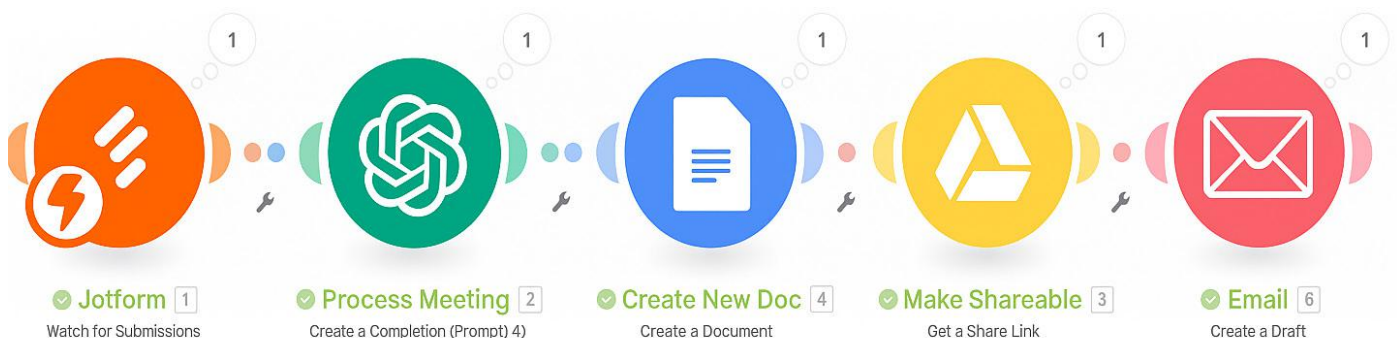 1
1
1
1
1
Jotform 1
Process Meeting 2
Create New Doc 4
Make Shareable 3
Email 6
Watch for Submissions
Create a Completion (Prompt) 4)
Create a Document
Get a Share Link
Create a Draft